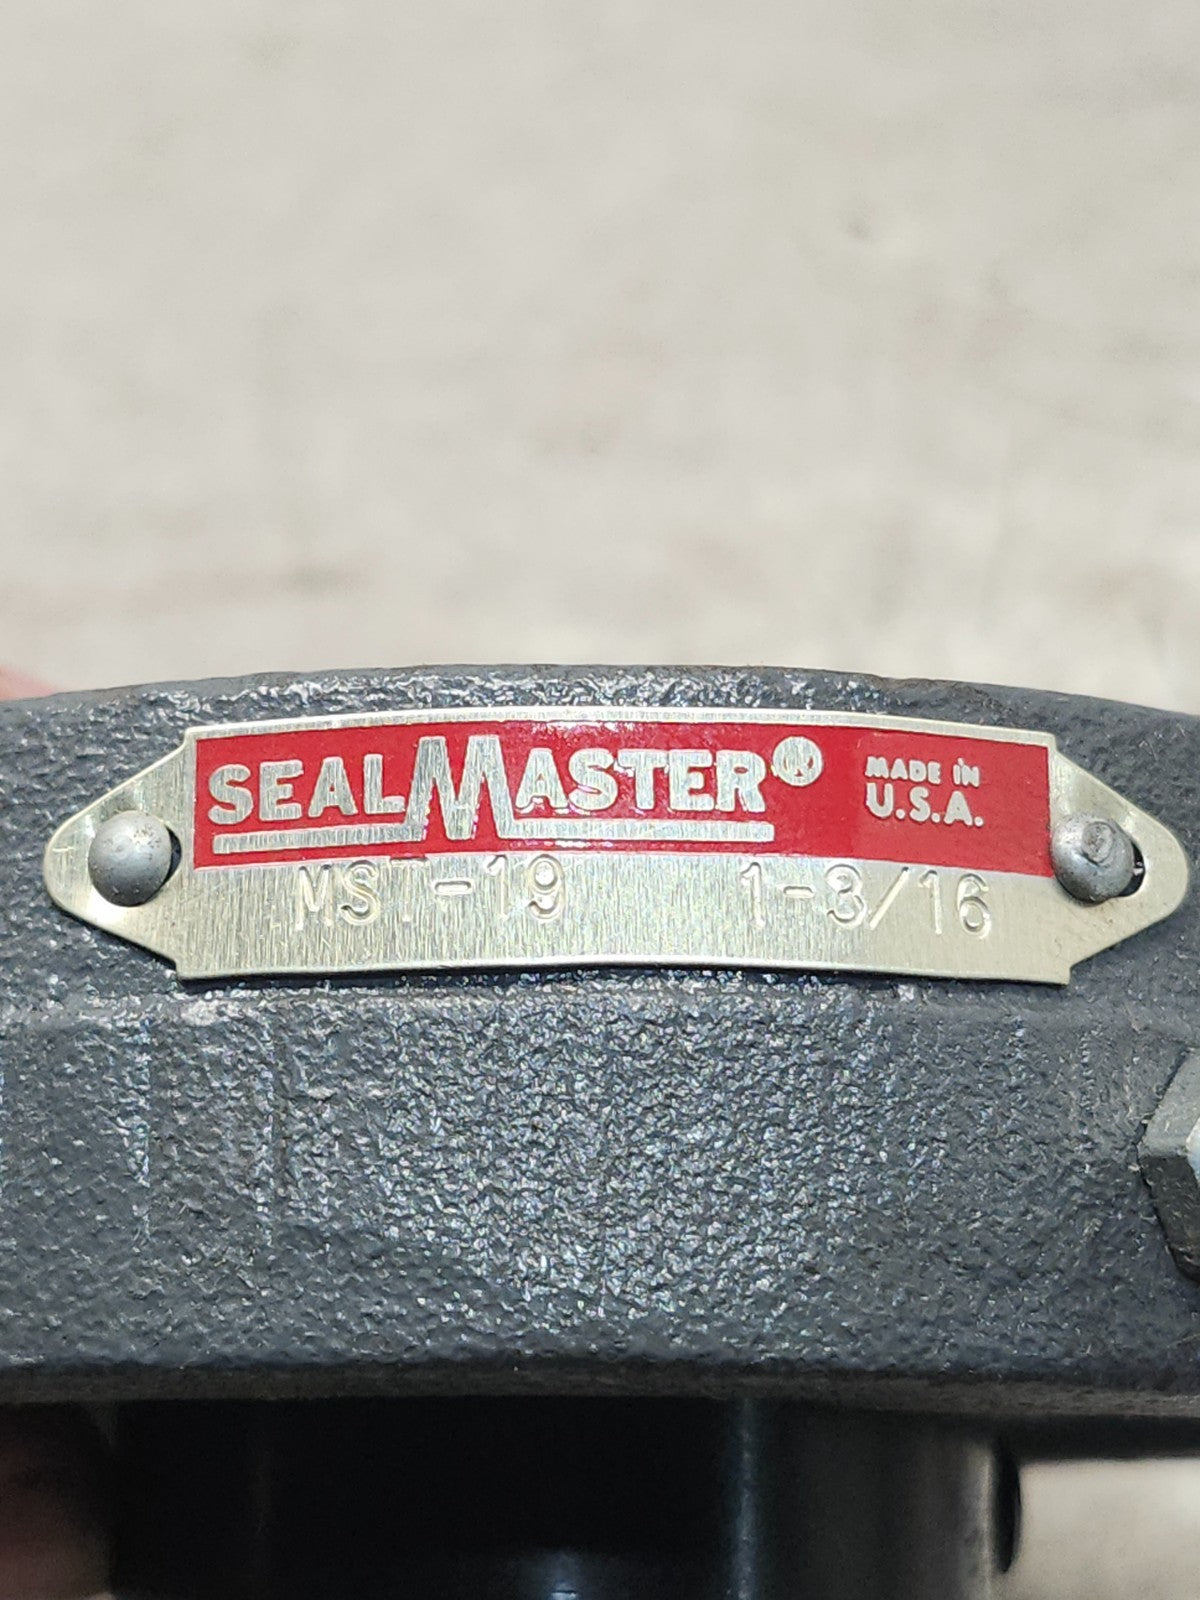 SEALMASTER® MADE IN
U.S.A.
MST-19 1-3/16